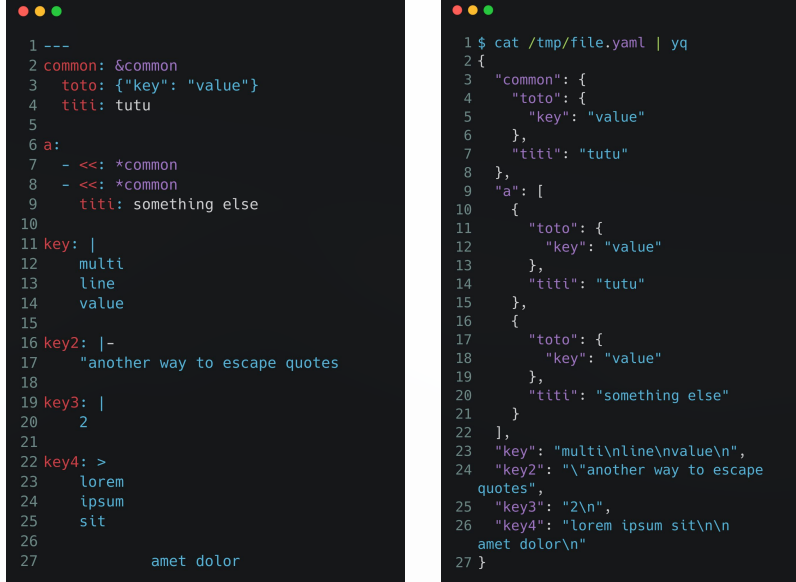 1 ---
2 common: &common
3   toto: {"key": "value"}
4   titi: tutu
5
6 a:
7   - <<: *common
8   - <<: *common
9     titi: something else
10
11 key: |
12     multi
13     line
14     value
15
16 key2: |-
17     "another way to escape quotes
18
19 key3: |
20     2
21
22 key4: >
23     lorem
24     ipsum
25     sit
26
27             amet dolor
1 $ cat /tmp/file.yaml | yq
2 {
3   "common": {
4     "toto": {
5       "key": "value"
6     },
7     "titi": "tutu"
8   },
9   "a": [
10     {
11       "toto": {
12         "key": "value"
13       },
14       "titi": "tutu"
15     },
16     {
17       "toto": {
18         "key": "value"
19       },
20       "titi": "something else"
21     }
22   ],
23   "key": "multi\nline\nvalue\n",
24   "key2": "\"another way to escape
quotes",
25   "key3": "2\n",
26   "key4": "lorem ipsum sit\n\n
amet dolor\n"
27 }